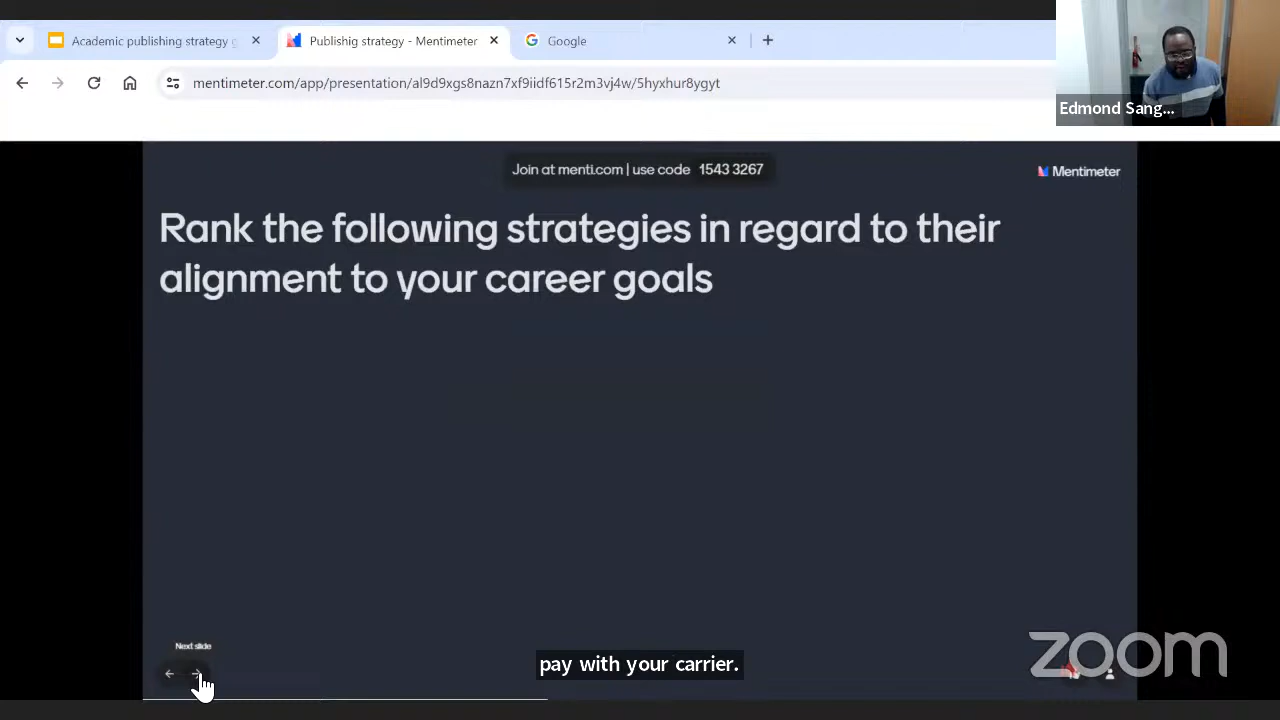 Academic publishing strategy g
Publishig strategy - Mentimeter
Google
mentimeter.com/app/presentation/al9d9xgs8nazn7xf9iidf615r2m3vj4w/5hyxhur8ygyt
Edmond Sang...
Join at menti.com | use code 1543 3267
Mentimeter
Rank the following strategies in regard to their
alignment to your career goals
Next slide
pay with your carrier.
zoom